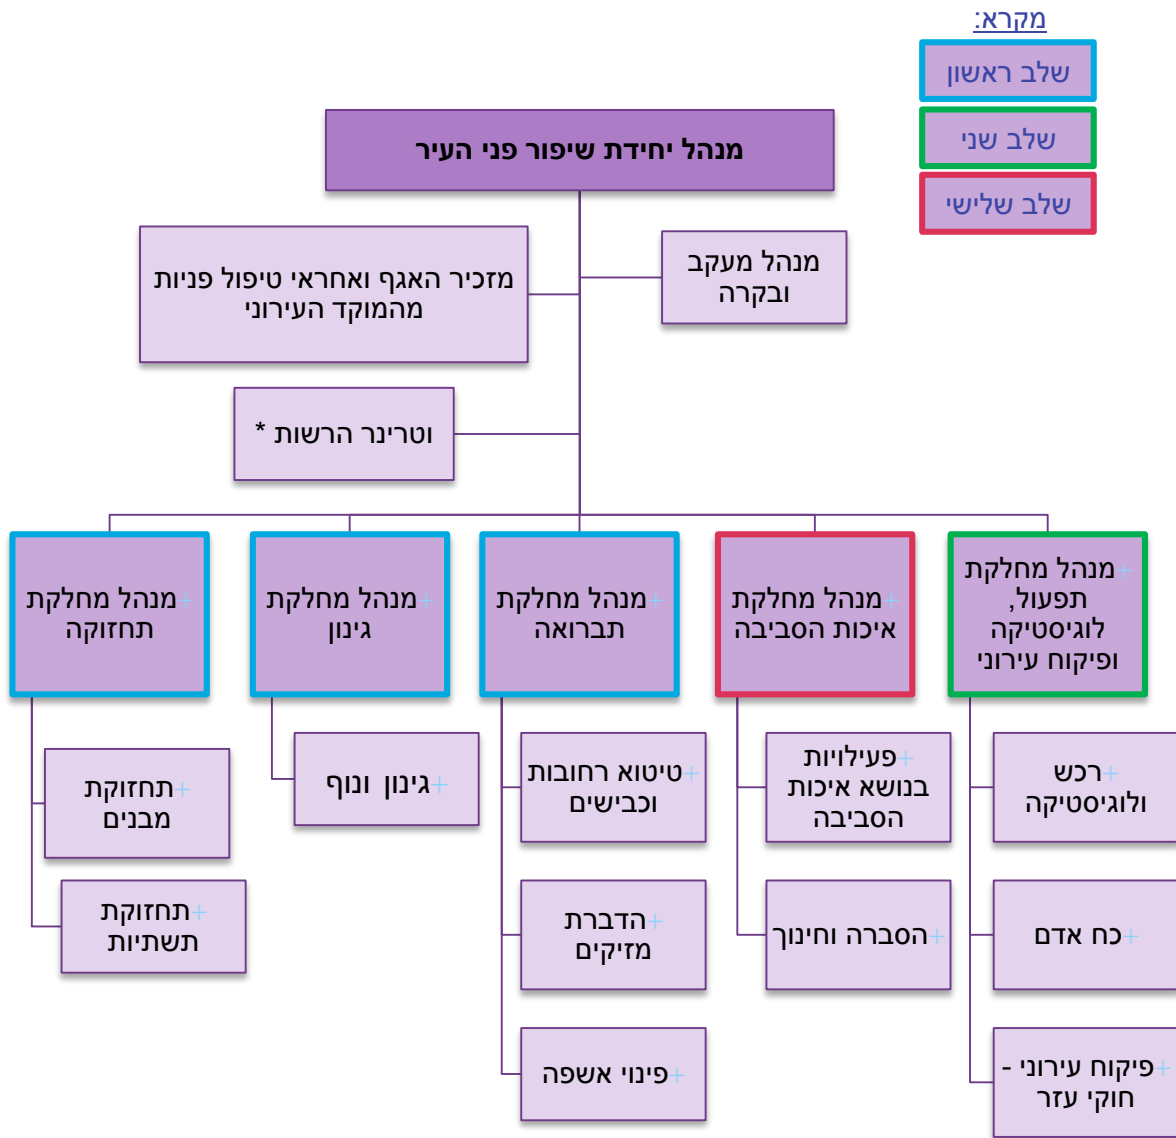 מקרא:
שלב ראשון
שלב שני
שלב שלישי
מנהל יחידת שיפור פני העיר
מנהל מעקב
ובקרה
מזכיר האגף ואחראי טיפול פניות
מהמוקד העירוני
וטרינר הרשות *
+מנהל מחלקת
תפעול,
לוגיסטיקה
ופיקוח עירוני
+מנהל מחלקת
איכות הסביבה
+מנהל מחלקת
תברואה
+מנהל מחלקת
גינון
+מנהל מחלקת
תחזוקה
+רכש
ולוגיסטיקה
+כח אדם
+פיקוח עירוני -
חוקי עזר
+פעילויות
בנושא איכות
הסביבה
+הסברה וחינוך
+טיטוא רחובות
וכבישים
+הדברת
מזיקים
+פינוי אשפה
+גינון ונוף
+תחזוקת
מבנים
+תחזוקת
תשתיות